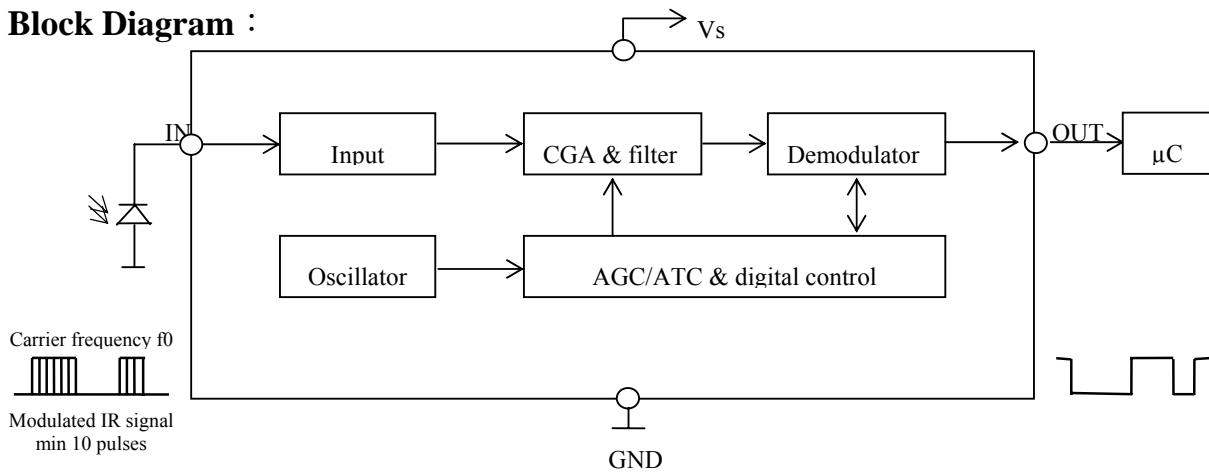 Block Diagram：
Vs
IN
Input
CGA & filter
Demodulator
OUT
µC
Oscillator
AGC/ATC & digital control
Carrier frequency f0
Modulated IR signal
min 10 pulses
GND